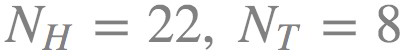 N_H = 22, N_T = 8